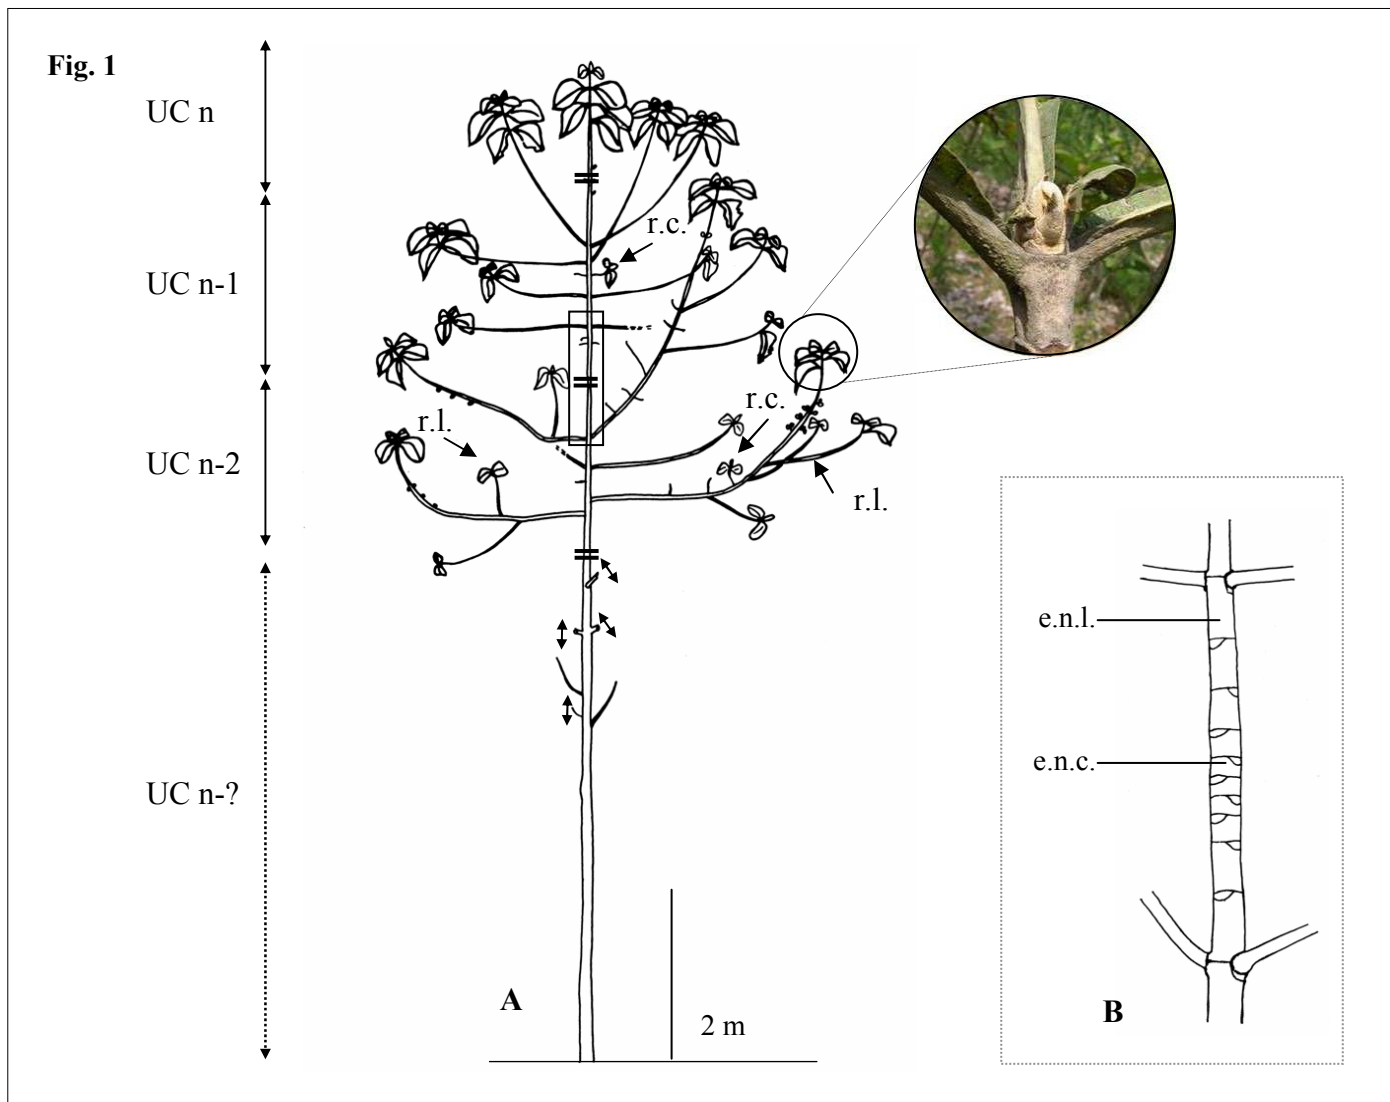 Fig. 1
UC n
r.c.
UC n-1
r.c.
r.l.
UC n-2
r.l.
e.n.l.
e.n.c.
UC n-?
A
2 m
B